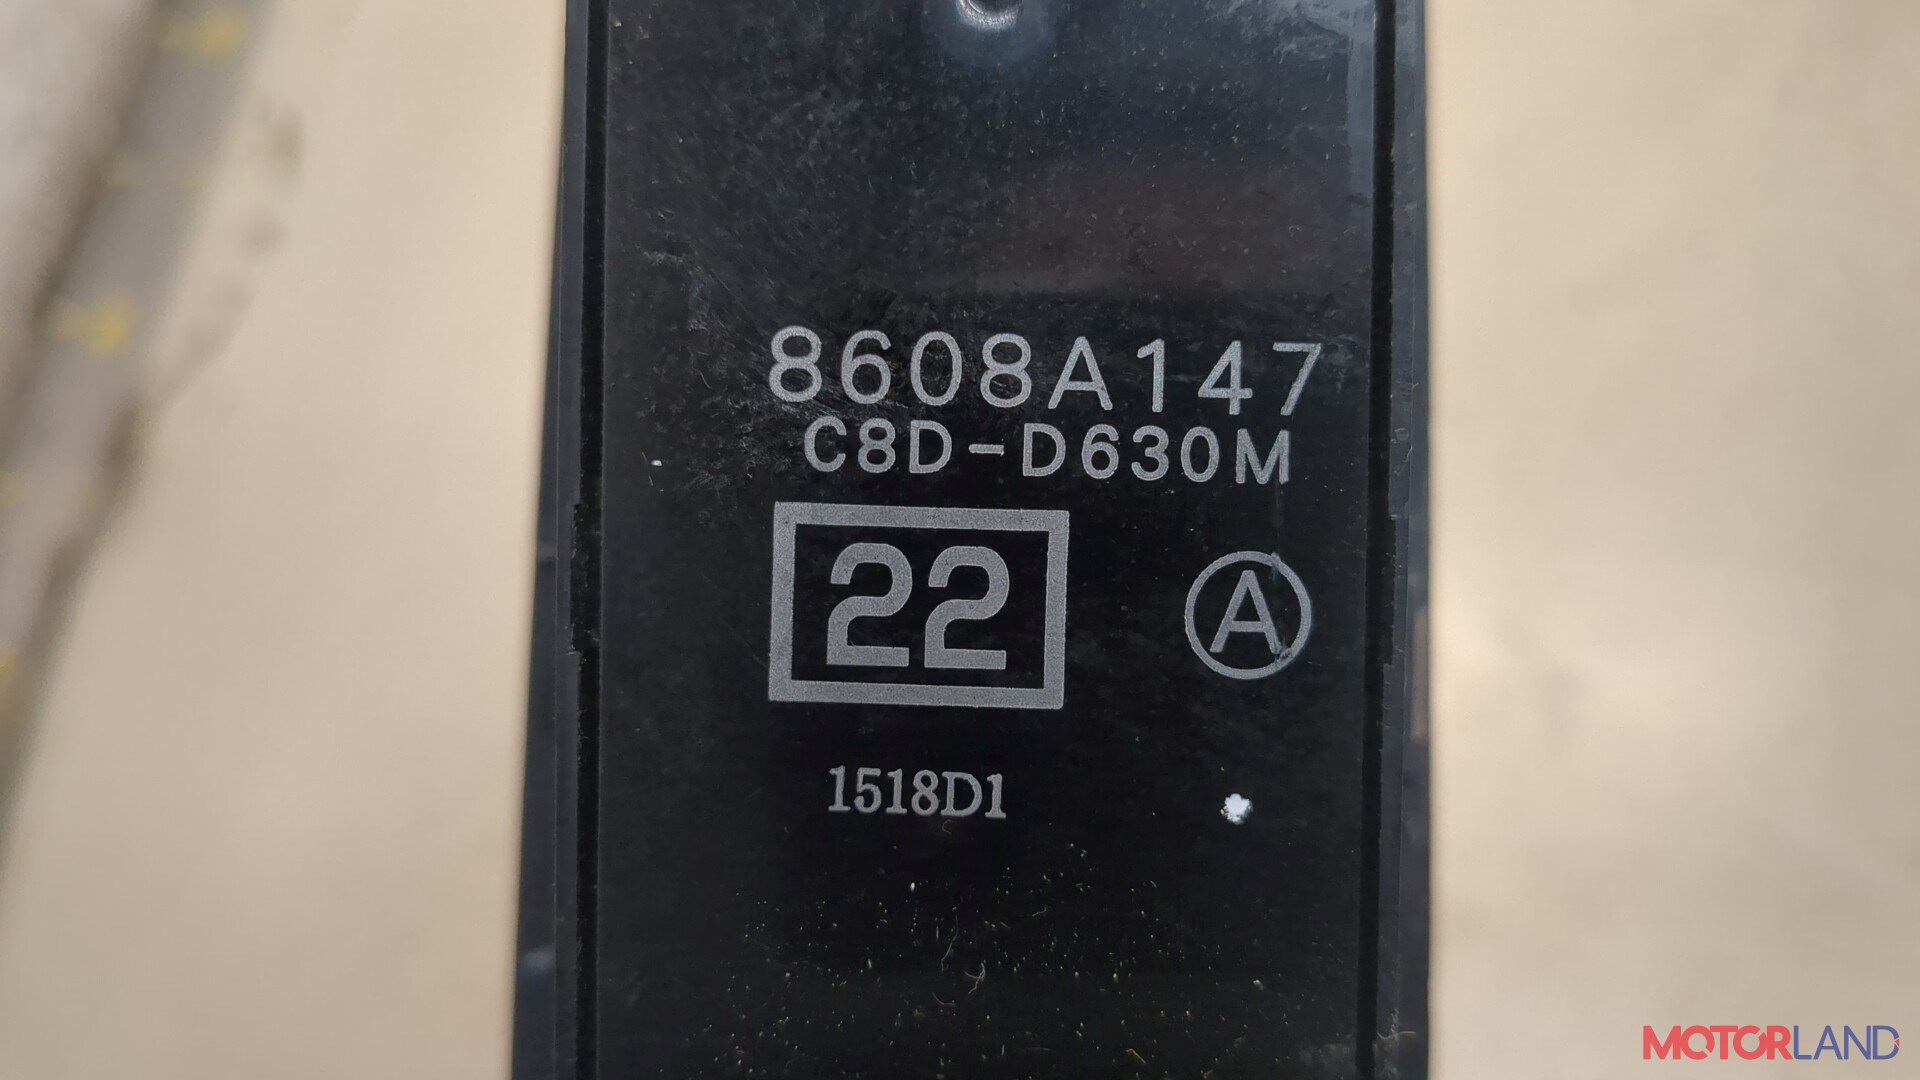 8608A147
C8D-D630M
22
A
1518D1
MOTORLAND